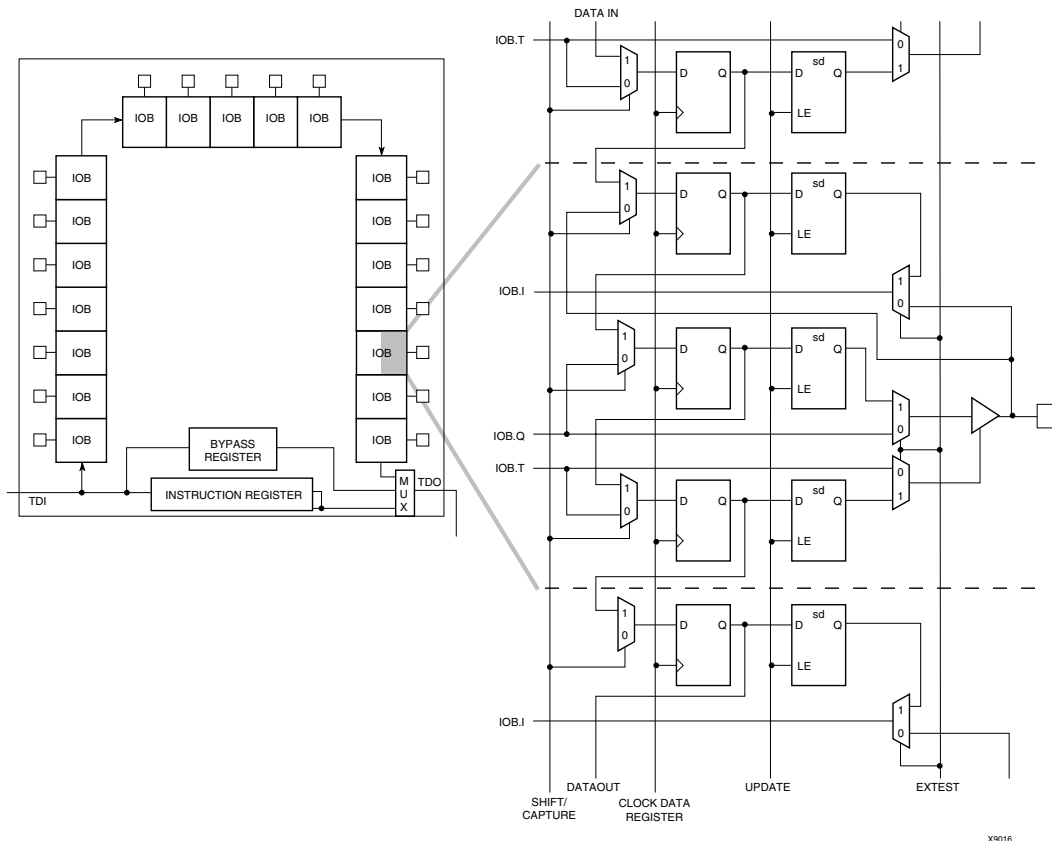 DATA IN
IOB.T
1
0
D Q
sd
D Q
LE
0
1
IOB IOB IOB IOB IOB
IOB
IOB
IOB
IOB
IOB
IOB
IOB
IOB
IOB
IOB
IOB
IOB
IOB
IOB
BYPASS
REGISTER
INSTRUCTION REGISTER
M
U
X
TDI
TDO
1
0
D Q
sd
D Q
LE
IOB.I
1
0
1
0
D Q
sd
D Q
LE
1
0
IOB.Q
IOB.T
0
1
1
0
D Q
sd
D Q
LE
1
0
D Q
sd
D Q
LE
IOB.I
1
0
SHIFT/
CAPTURE
DATAOUT
CLOCK DATA
REGISTER
UPDATE
EXTEST
X9016